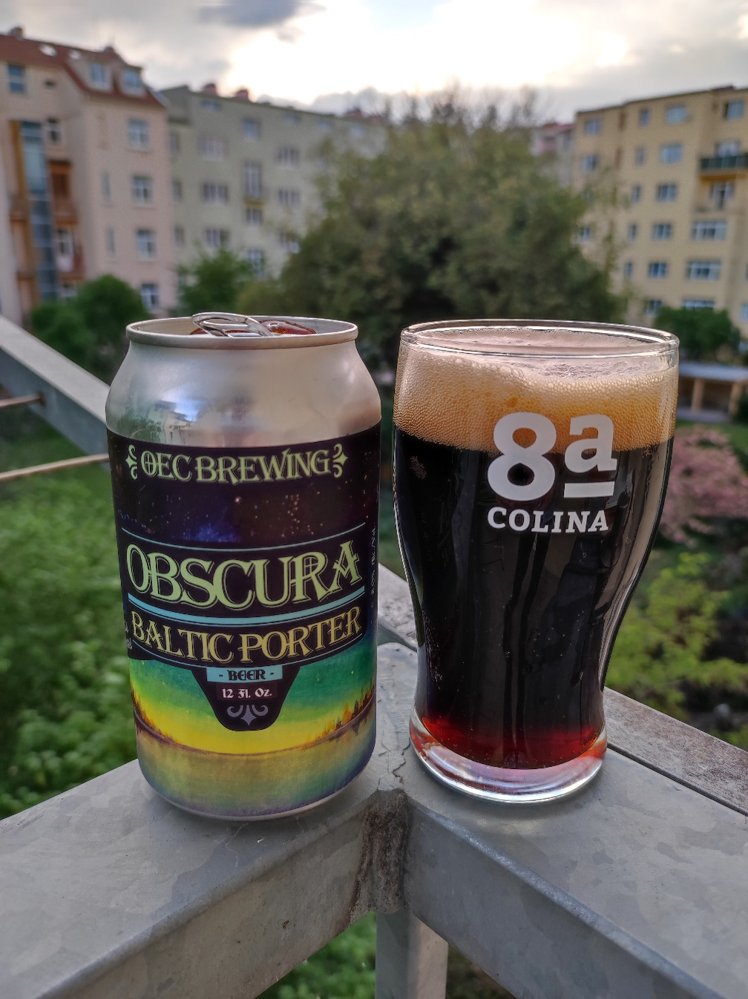 OEC BREWING
OBSCURA
BALTIC PORTER
- BEER -
12 Fl. Oz.
8a
COLINA